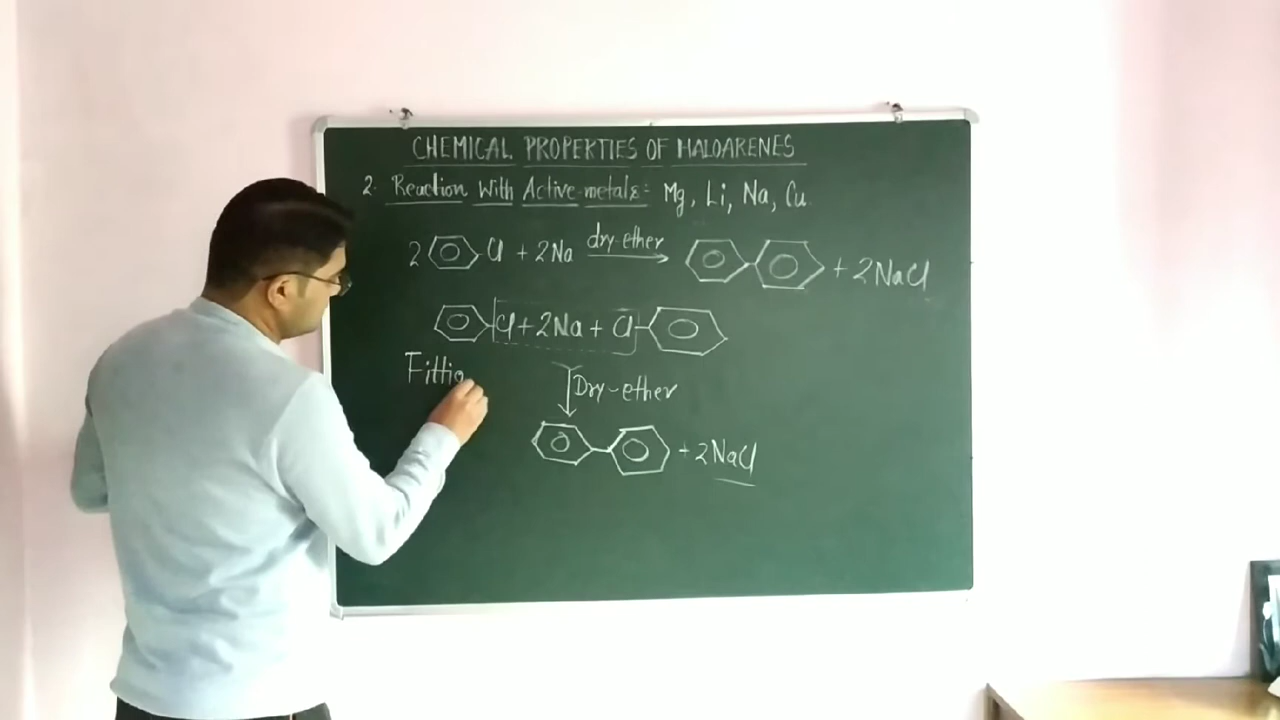 CHEMICAL PROPERTIES OF HALOARENES
2. Reaction With Active-metals:- Mg, Li, Na, Cu.
2 Cl + 2Na dry-ether + 2NaCl
Cl + 2Na + Cl
Fittig
Dry-ether
+ 2NaCl